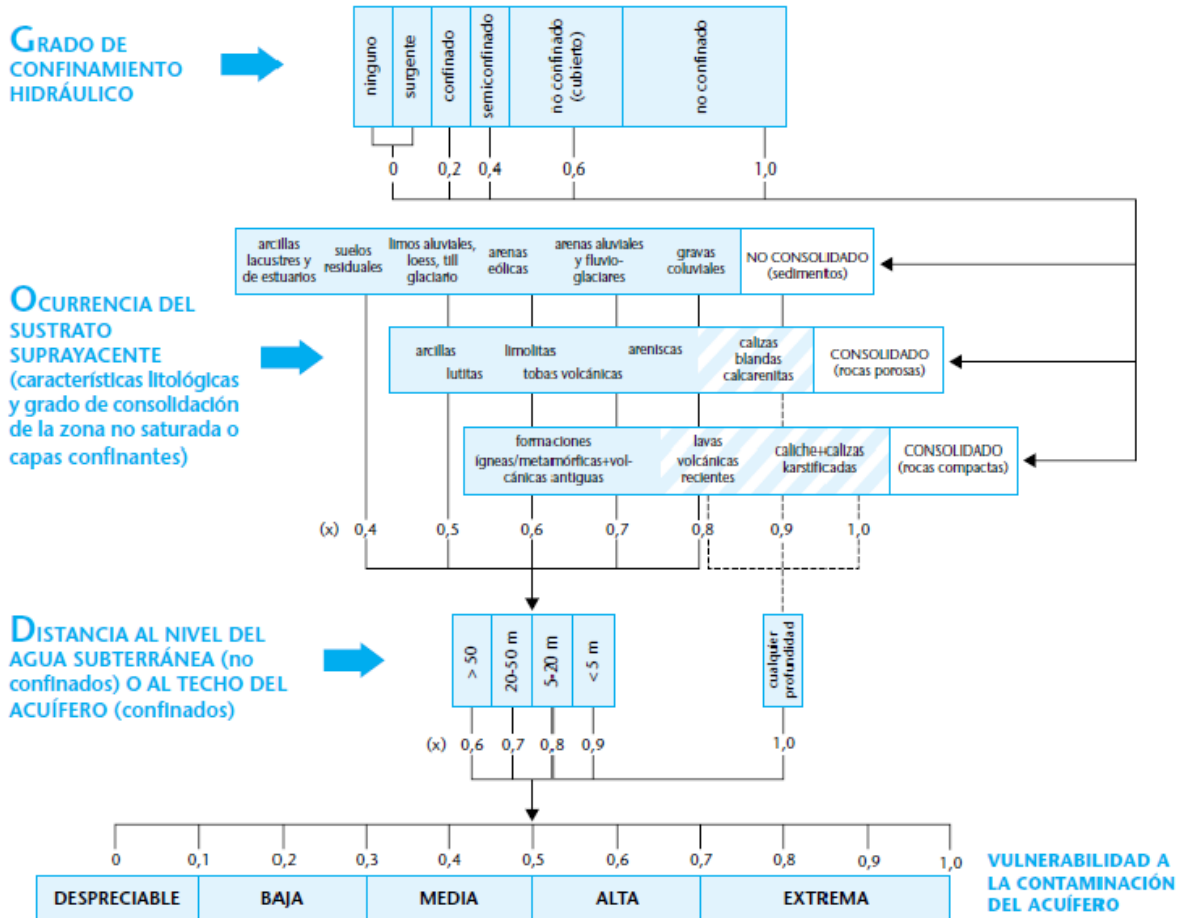 GRADO DE
CONFINAMIENTO
HIDRÁULICO
ninguno
surgente
confinado
semiconfinado
no confinado
(cubierto)
no confinado
0
0,2
0,4
0,6
1,0
arcillas
lacustres y
de estuarios
suelos
residuales
limos aluviales,
loess, till
glaciario
arenas
eólicas
arenas aluviales
y fluvio-
glaciares
gravas
coluviales
NO CONSOLIDADO
(sedimentos)
OCURRENCIA DEL
SUSTRATO
SUPRAYACENTE
(características litológicas
y grado de consolidación
de la zona no saturada o
capas confinantes)
arcillas
lutitas
limolitas
tobas volcánicas
areniscas
calizas
blandas
calcarenitas
CONSOLIDADO
(rocas porosas)
formaciones
ígneas/metamórficas+vol-
cánicas antiguas
lavas
volcánicas
recientes
caliche+calizas
karstificadas
CONSOLIDADO
(rocas compactas)
(x) 0,4 0,5 0,6 0,7 0,8 0,9 1,0
DISTANCIA AL NIVEL DEL
AGUA SUBTERRÁNEA (no
confinados) O AL TECHO DEL
ACUÍFERO (confinados)
> 50
20-50 m
5-20 m
<5 m
cualquier
profundidad
(x) 0,6 0,7 0,8 0,9 1,0
0 0,1 0,2 0,3 0,4 0,5 0,6 0,7 0,8 0,9 1,0
DESPRECIABLE BAJA MEDIA ALTA EXTREMA
VULNERABILIDAD A
LA CONTAMINACIÓN
DEL ACUÍFERO